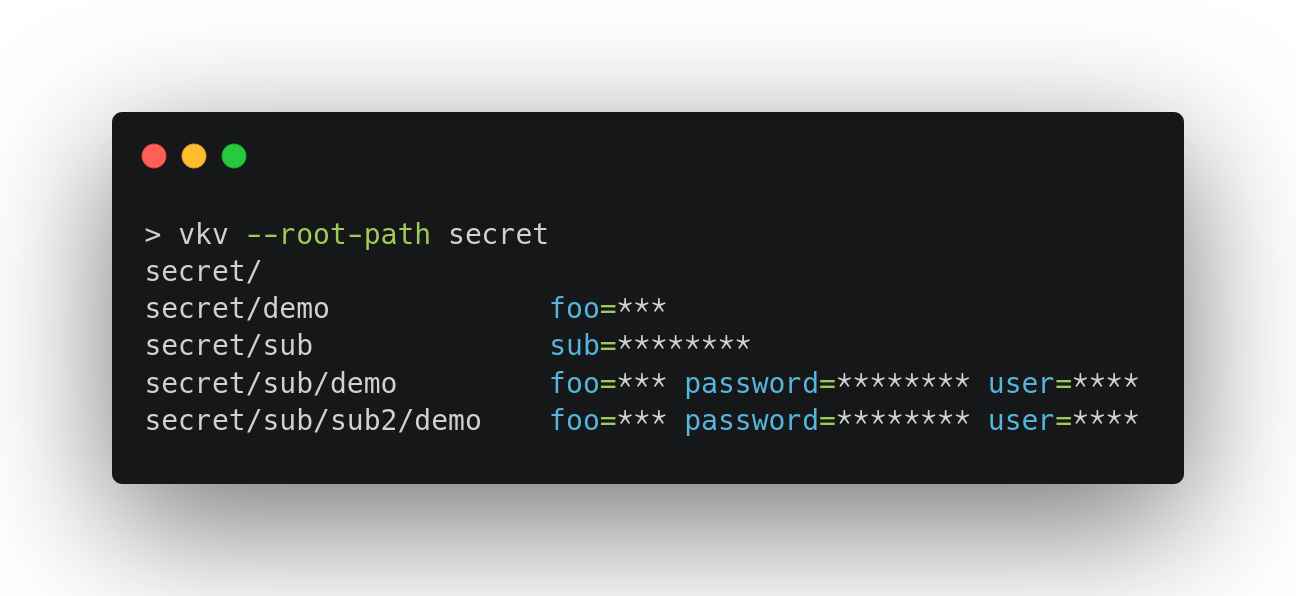 > vkv --root-path secret
secret/
secret/demo             foo=***
secret/sub              sub=********
secret/sub/demo         foo=*** password=******** user=****
secret/sub/sub2/demo    foo=*** password=******** user=****